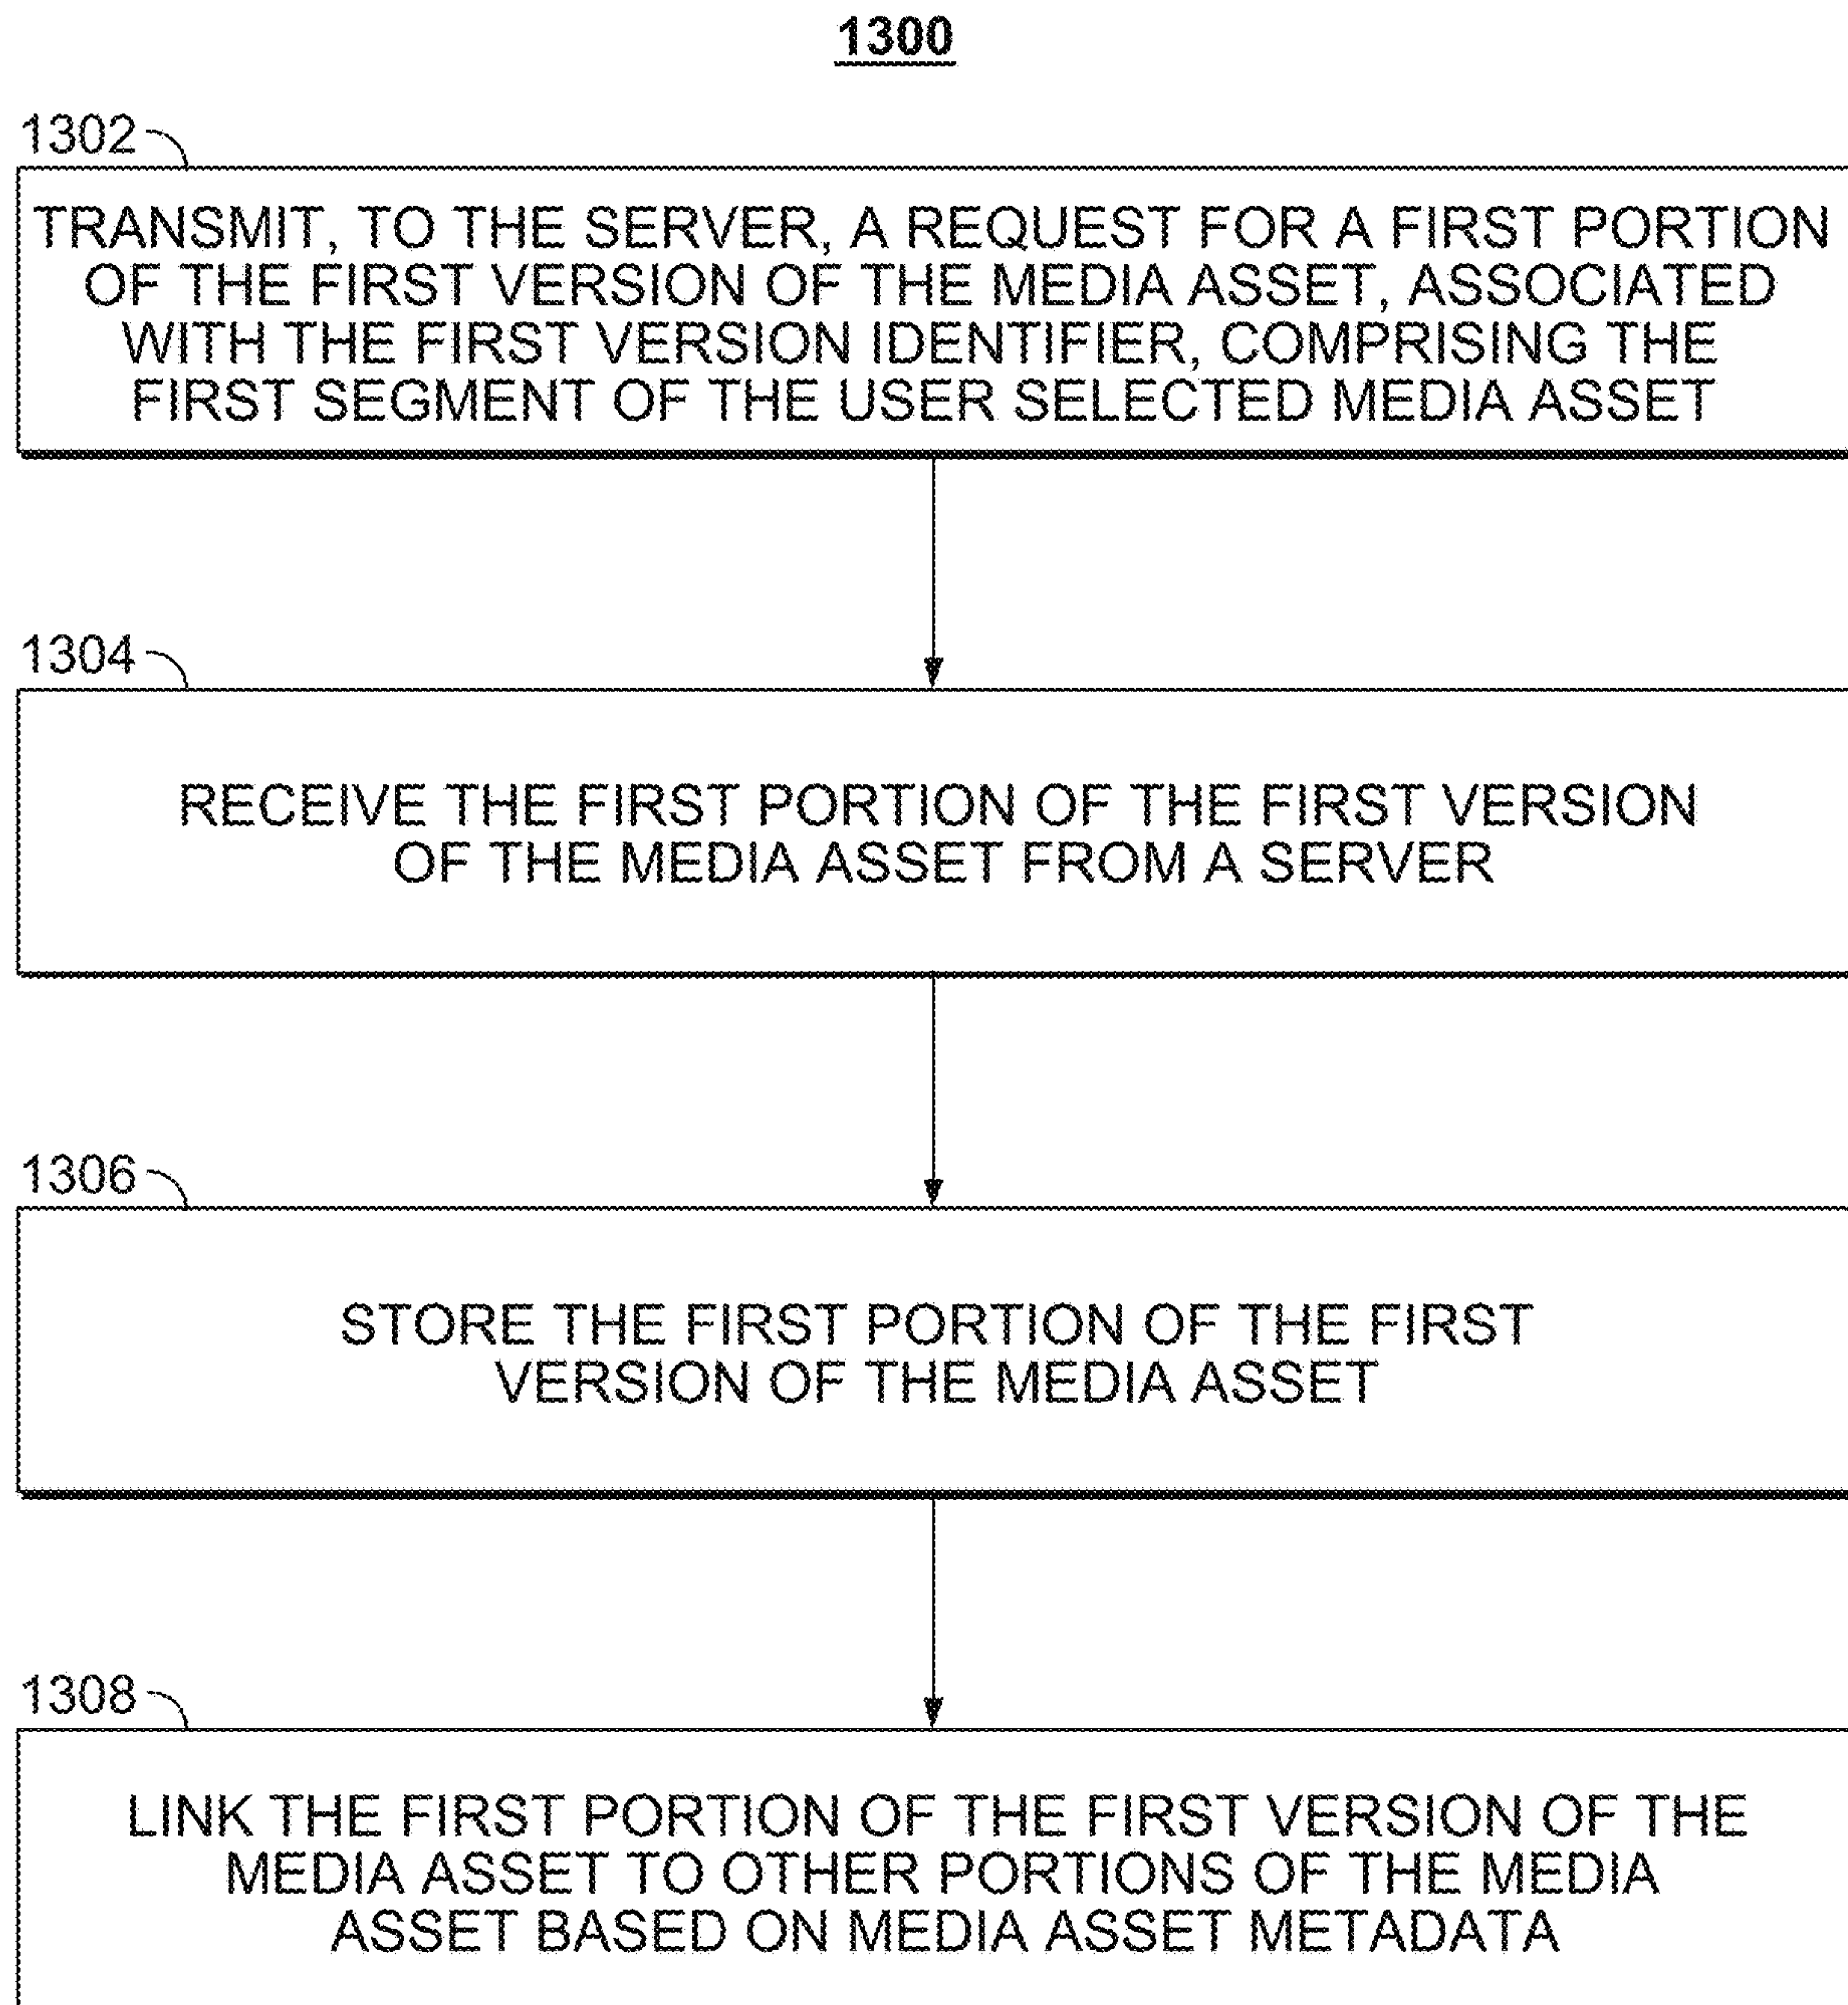 1300
1302
TRANSMIT, TO THE SERVER, A REQUEST FOR A FIRST PORTION
OF THE FIRST VERSION OF THE MEDIA ASSET, ASSOCIATED
WITH THE FIRST VERSION IDENTIFIER, COMPRISING THE
FIRST SEGMENT OF THE USER SELECTED MEDIA ASSET
1304
RECEIVE THE FIRST PORTION OF THE FIRST VERSION
OF THE MEDIA ASSET FROM A SERVER
1306
STORE THE FIRST PORTION OF THE FIRST
VERSION OF THE MEDIA ASSET
1308
LINK THE FIRST PORTION OF THE FIRST VERSION OF THE
MEDIA ASSET TO OTHER PORTIONS OF THE MEDIA
ASSET BASED ON MEDIA ASSET METADATA